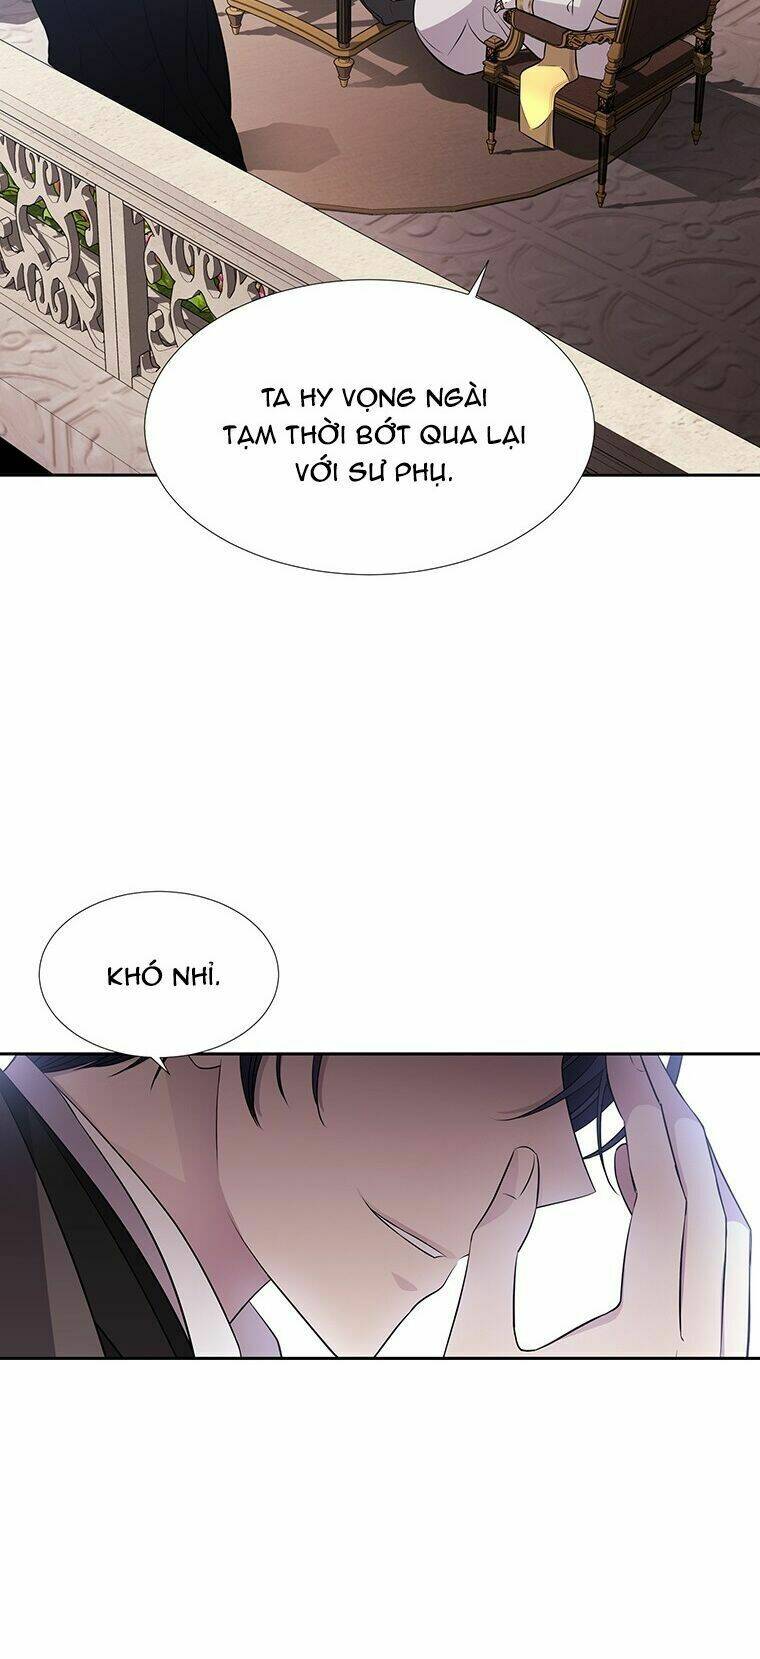 TA HY VỌNG NGÀI
TẠM THỜI BỚT QUA LẠI
VỚI SƯ PHỤ.
KHÓ NHỈ.